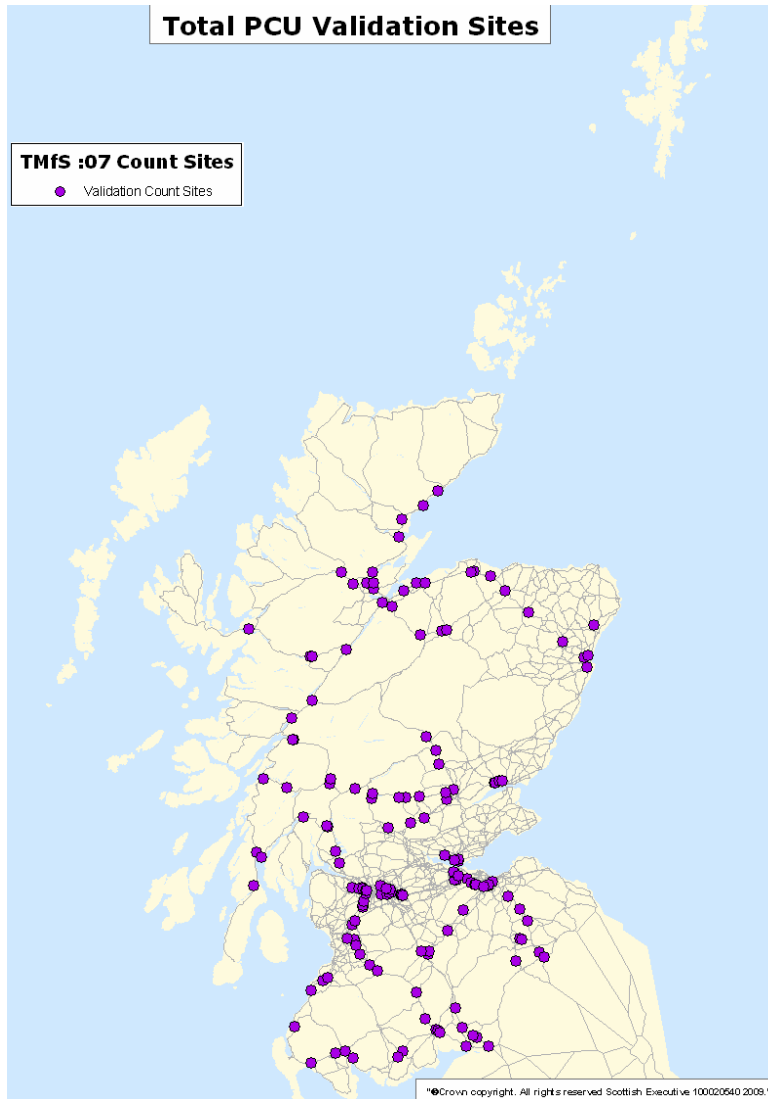 Total PCU Validation Sites
TMfS :07 Count Sites
Validation Count Sites
"�Crown copyright. All rights reserved Scottish Executive 100020540 2009."